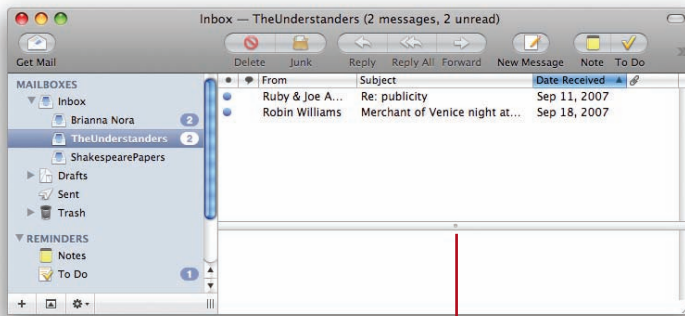 Inbox — TheUnderstanders (2 messages, 2 unread)
Get Mail Delete Junk Reply Reply All Forward New Message Note To Do
MAILBOXES
Inbox
Brianna Nora 2
TheUnderstanders 2
ShakespearePapers
Drafts
Sent
Trash
REMINDERS
Notes
To Do 1
From Subject Date Received
Ruby & Joe A... Re: publicity Sep 11, 2007
Robin Williams Merchant of Venice night at... Sep 18, 2007